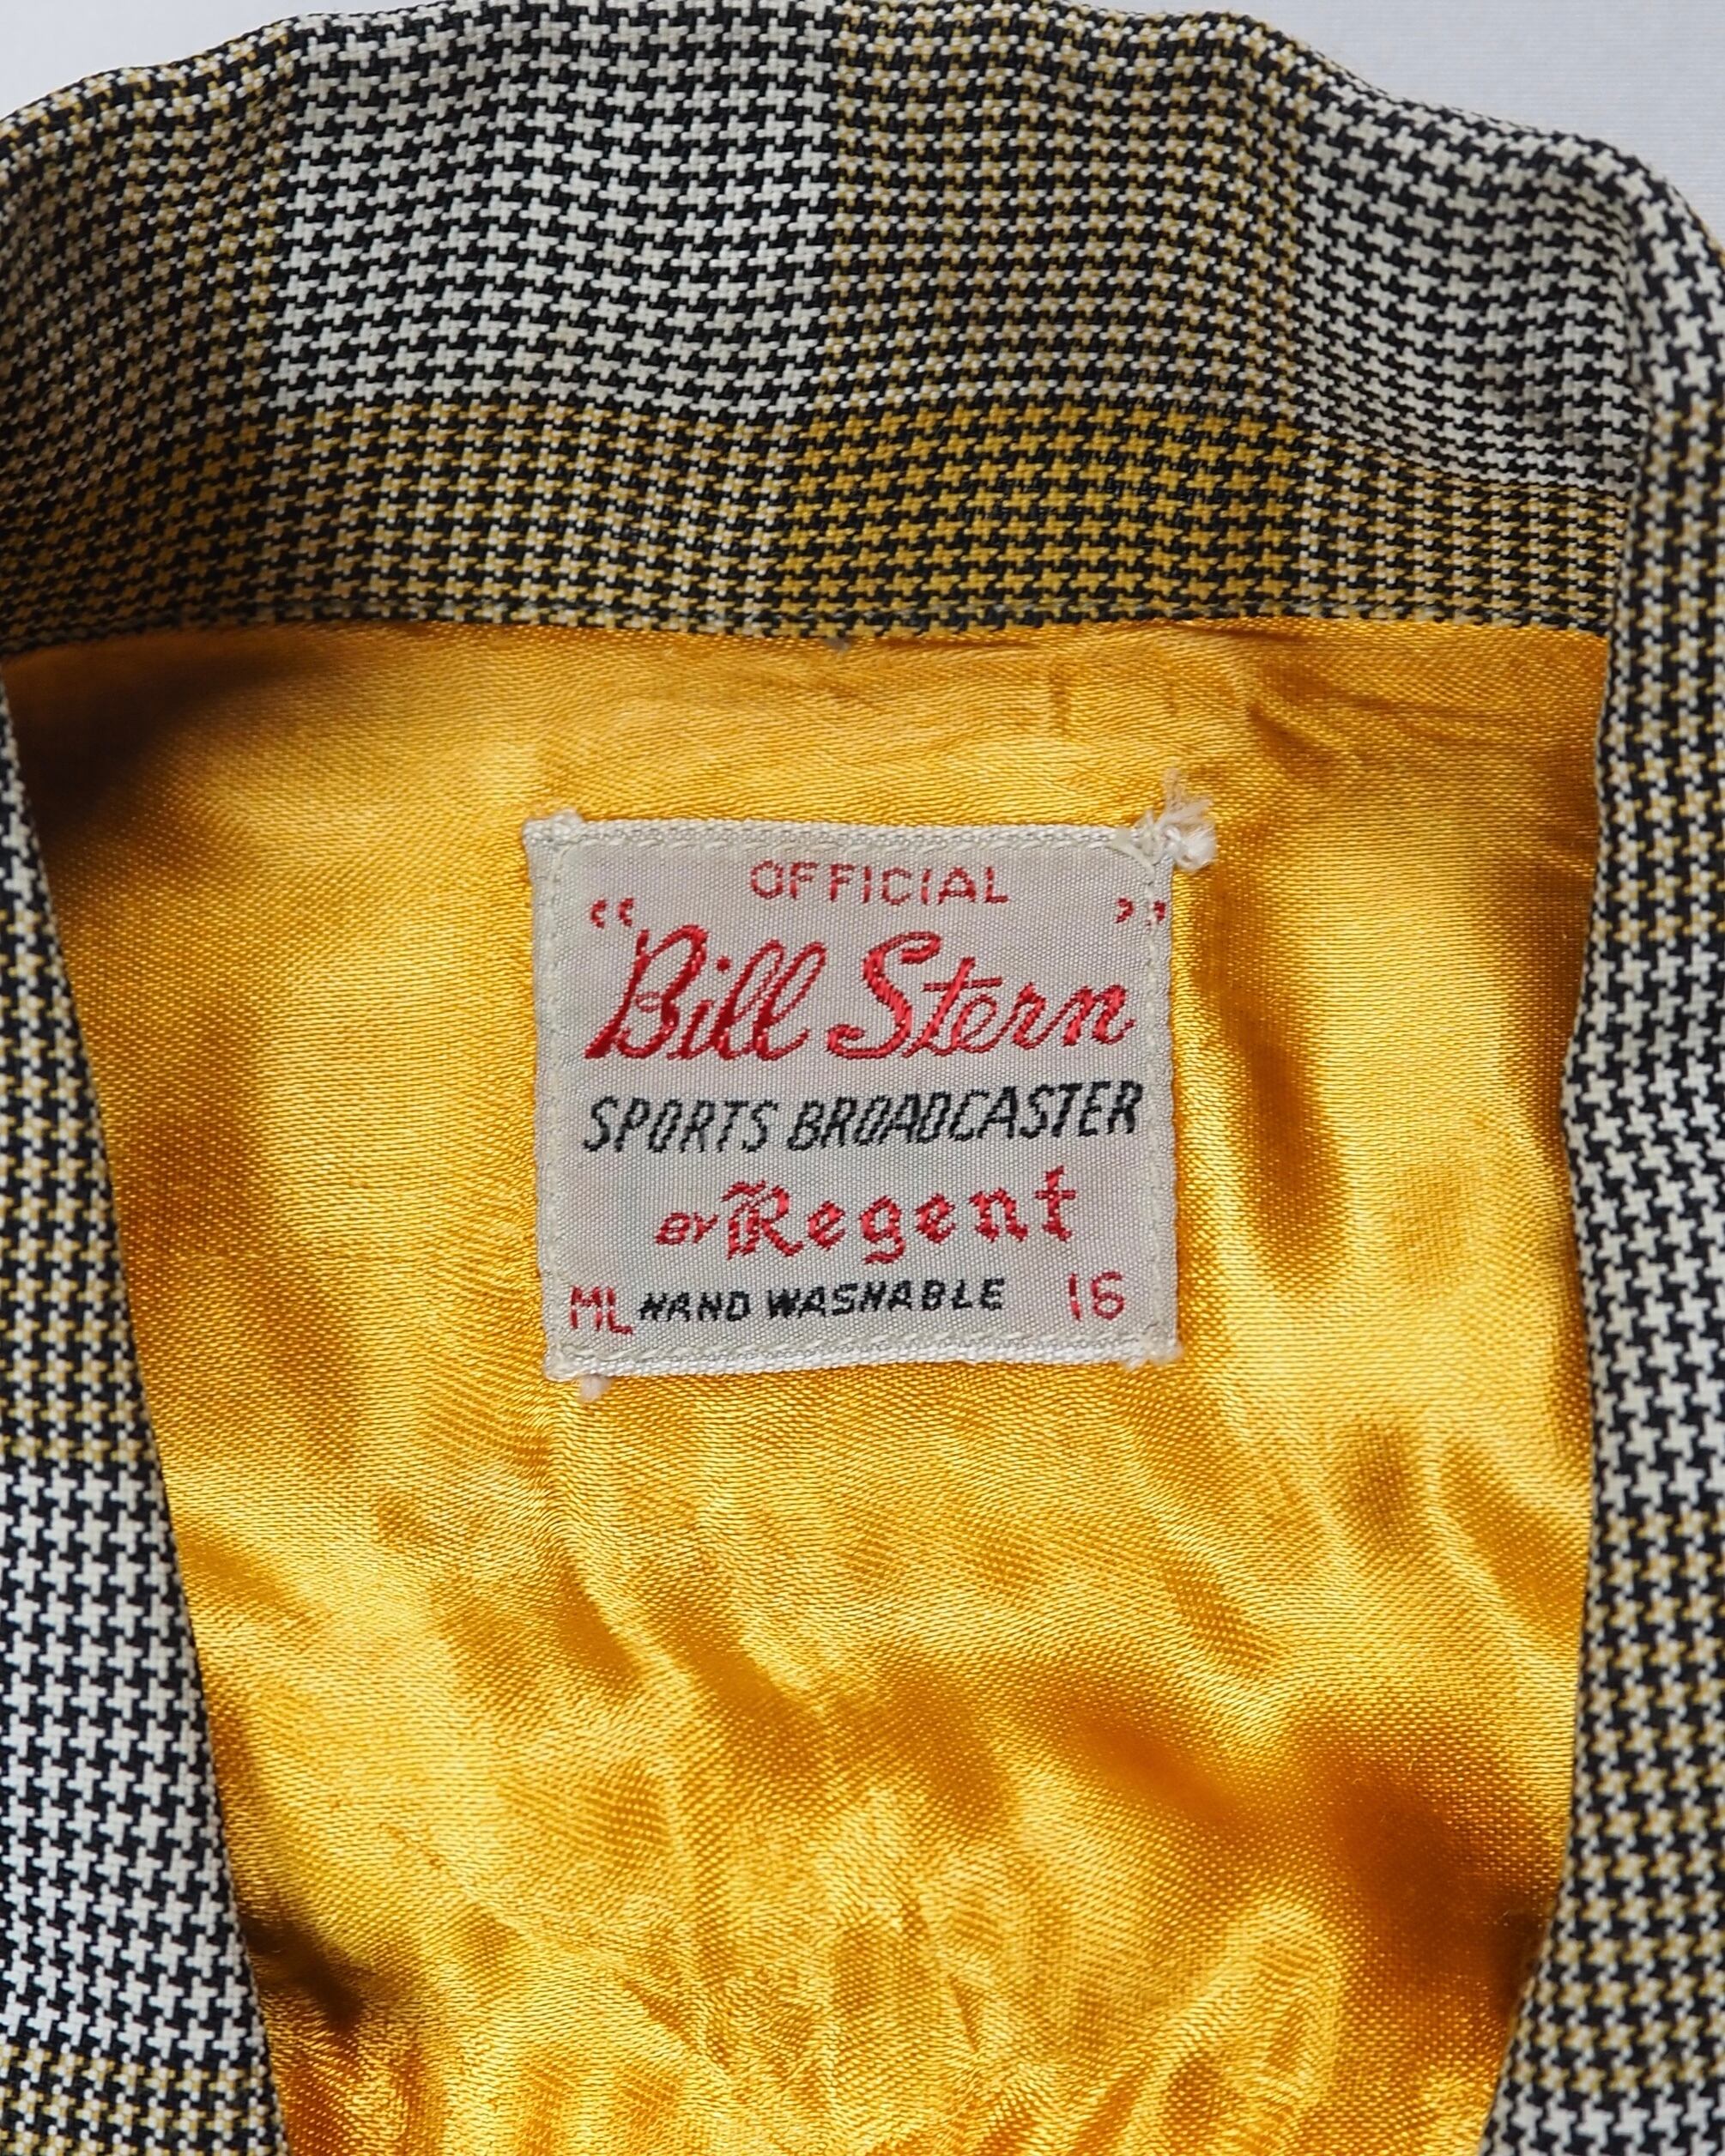 OFFICIAL
"Bill Stern"
SPORTS BROADCASTER
BY Regent
ML HAND WASHABLE 16